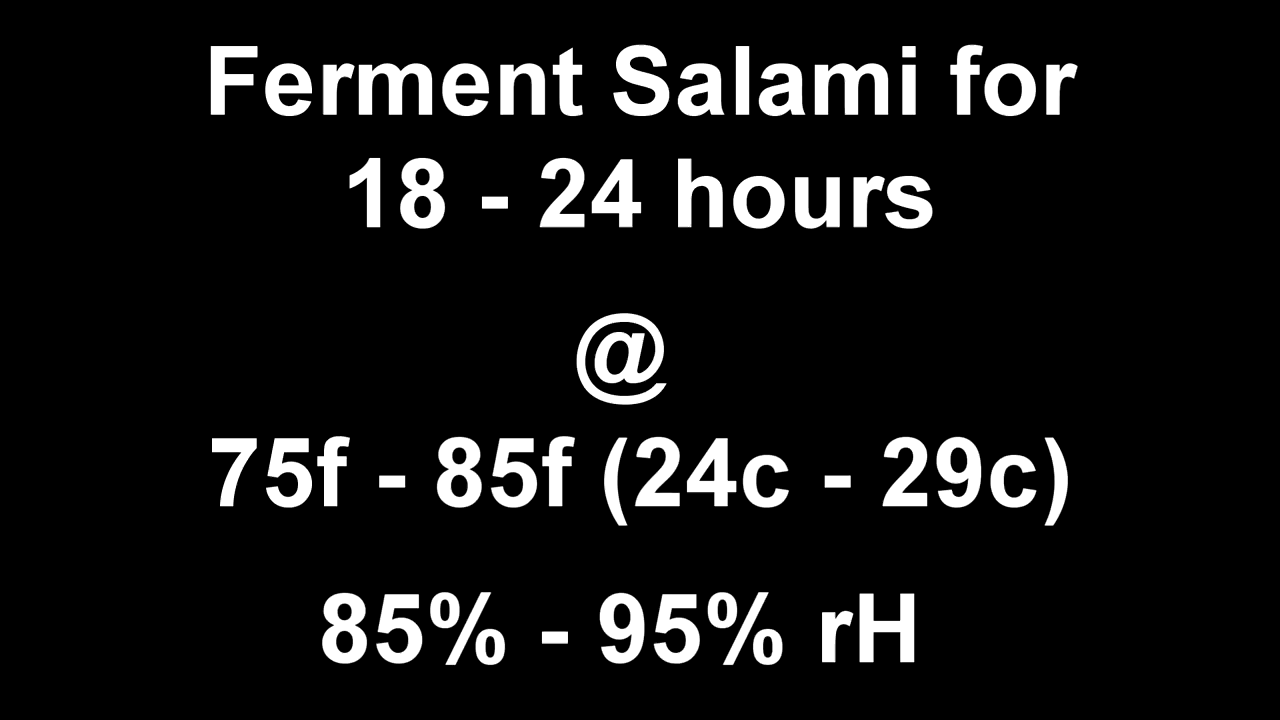 Ferment Salami for
18 - 24 hours
@
75f - 85f (24c - 29c)
85% - 95% rH